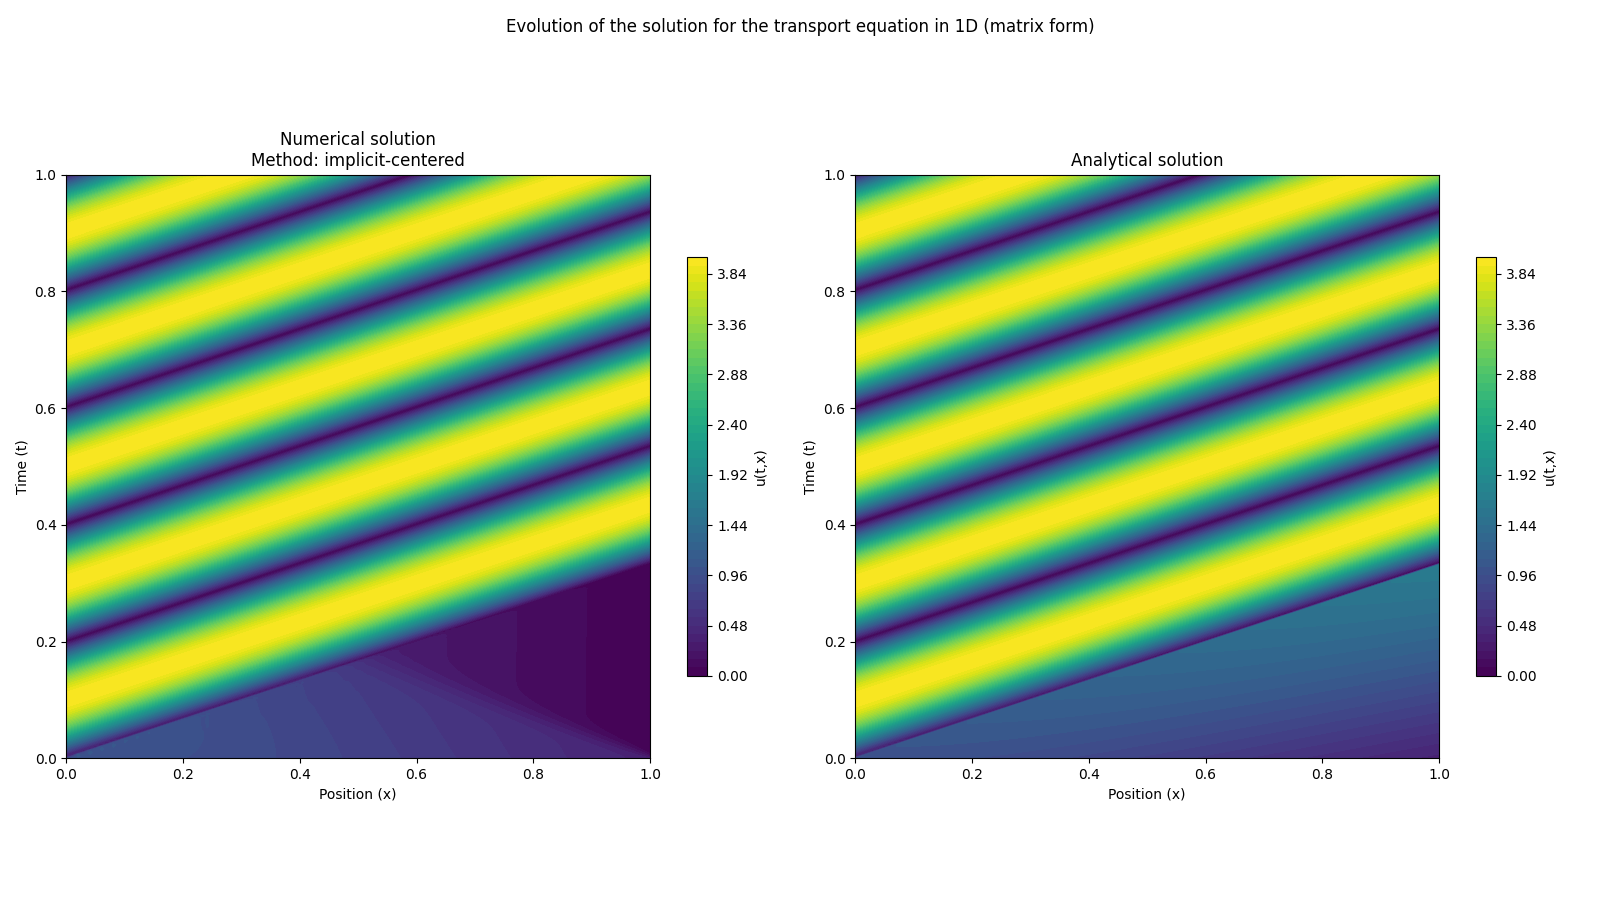 Evolution of the solution for the transport equation in 1D (matrix form)
Numerical solution
Method: implicit-centered
1.0
0.8
0.6
0.4
0.2
0.0
Time (t)
0.0 0.2 0.4 0.6 0.8 1.0
Position (x)
3.84
3.36
2.88
2.40
1.92
1.44
0.96
0.48
0.00
u(t,x)
Analytical solution
1.0
0.8
0.6
0.4
0.2
0.0
Time (t)
0.0 0.2 0.4 0.6 0.8 1.0
Position (x)
3.84
3.36
2.88
2.40
1.92
1.44
0.96
0.48
0.00
u(t,x)